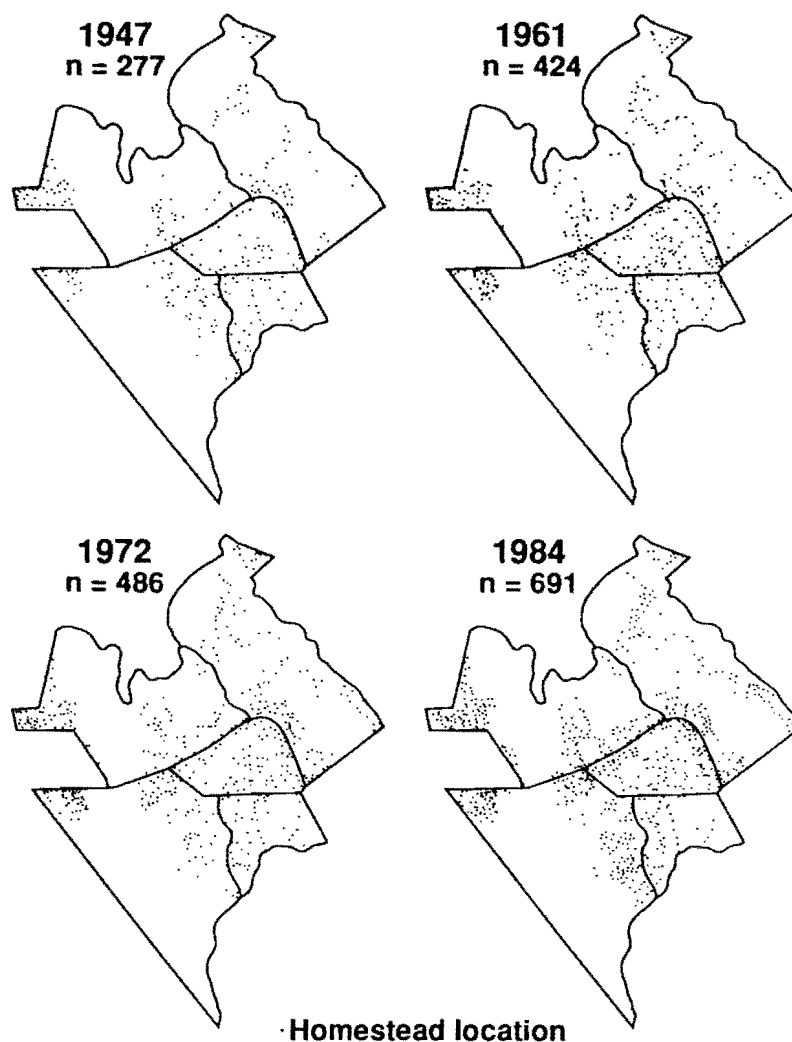 1947
n = 277
1961
n = 424
1972
n = 486
1984
n = 691
·Homestead location